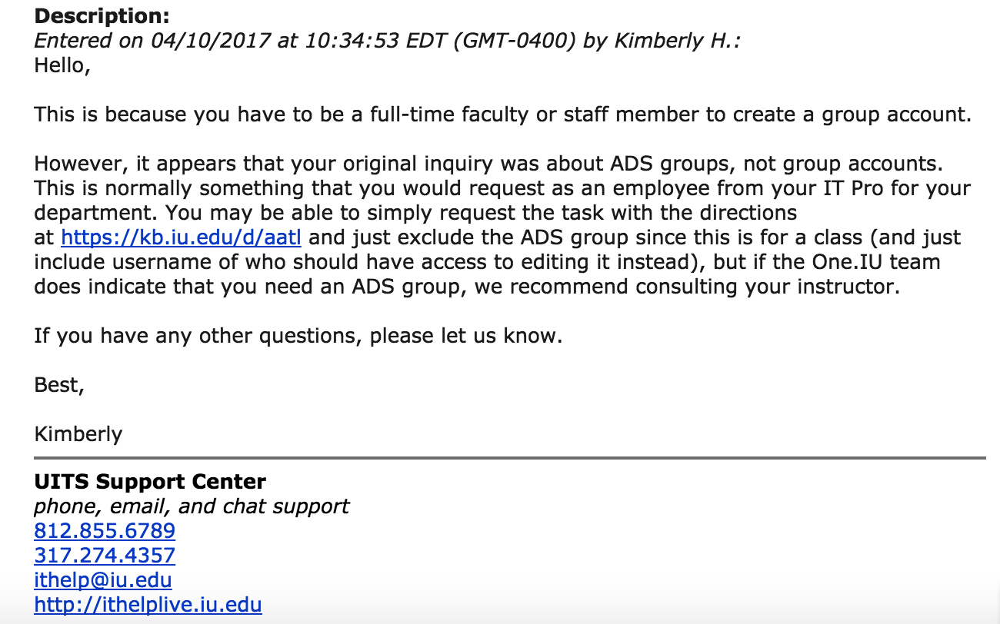 Description:
Entered on 04/10/2017 at 10:34:53 EDT (GMT-0400) by Kimberly H.:
Hello,
This is because you have to be a full-time faculty or staff member to create a group account.
However, it appears that your original inquiry was about ADS groups, not group accounts.
This is normally something that you would request as an employee from your IT Pro for your
department. You may be able to simply request the task with the directions
at https://kb.iu.edu/d/aatl and just exclude the ADS group since this is for a class (and just
include username of who should have access to editing it instead), but if the One.IU team
does indicate that you need an ADS group, we recommend consulting your instructor.
If you have any other questions, please let us know.
Best,
Kimberly
UITS Support Center
phone, email, and chat support
812.855.6789
317.274.4357
ithelp@iu.edu
http://ithelplive.iu.edu